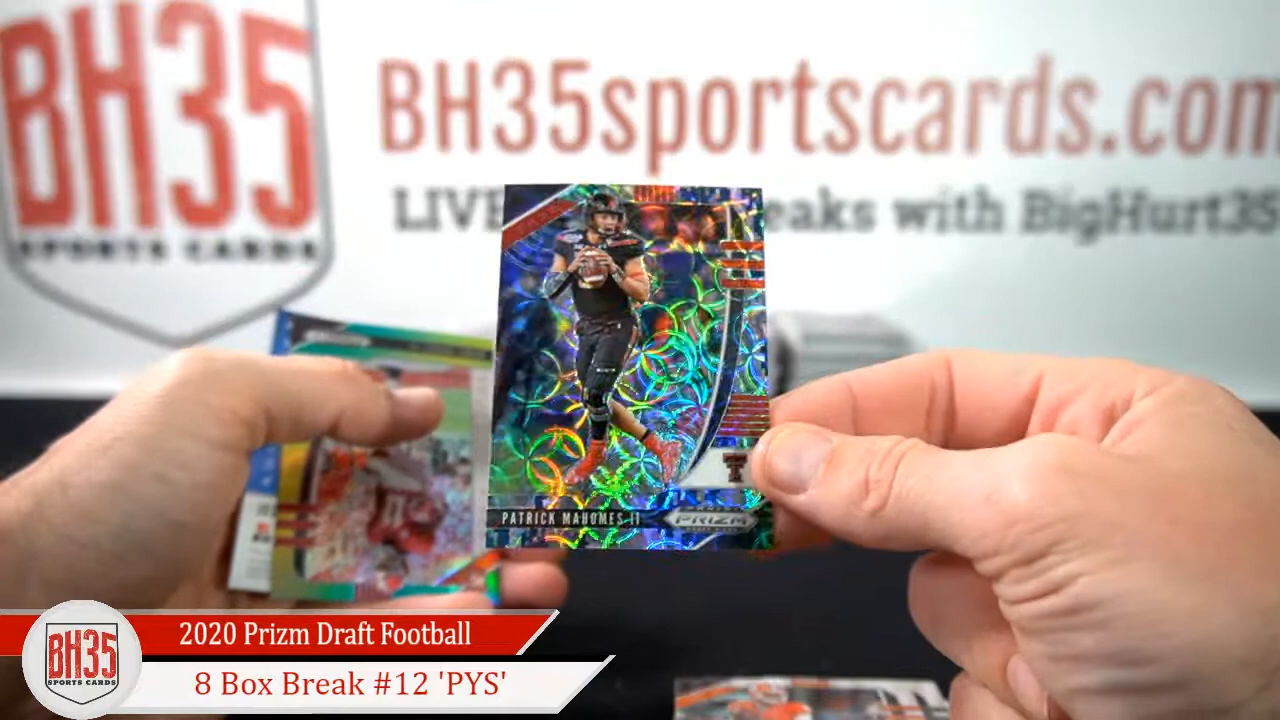 BH35
SPORTS CARDS
BH35sportscards.com
LIVE eaks with BigHurt35
PATRICK MAHOMES II
PRIZM
BH35
SPORTS CARDS
2020 Prizm Draft Football
8 Box Break #12 'PYS'